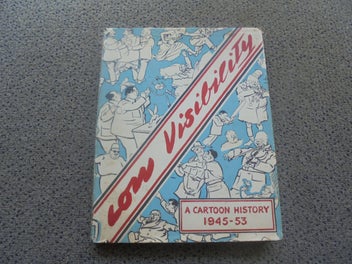 Low Visibility
A CARTOON HISTORY
1945-53